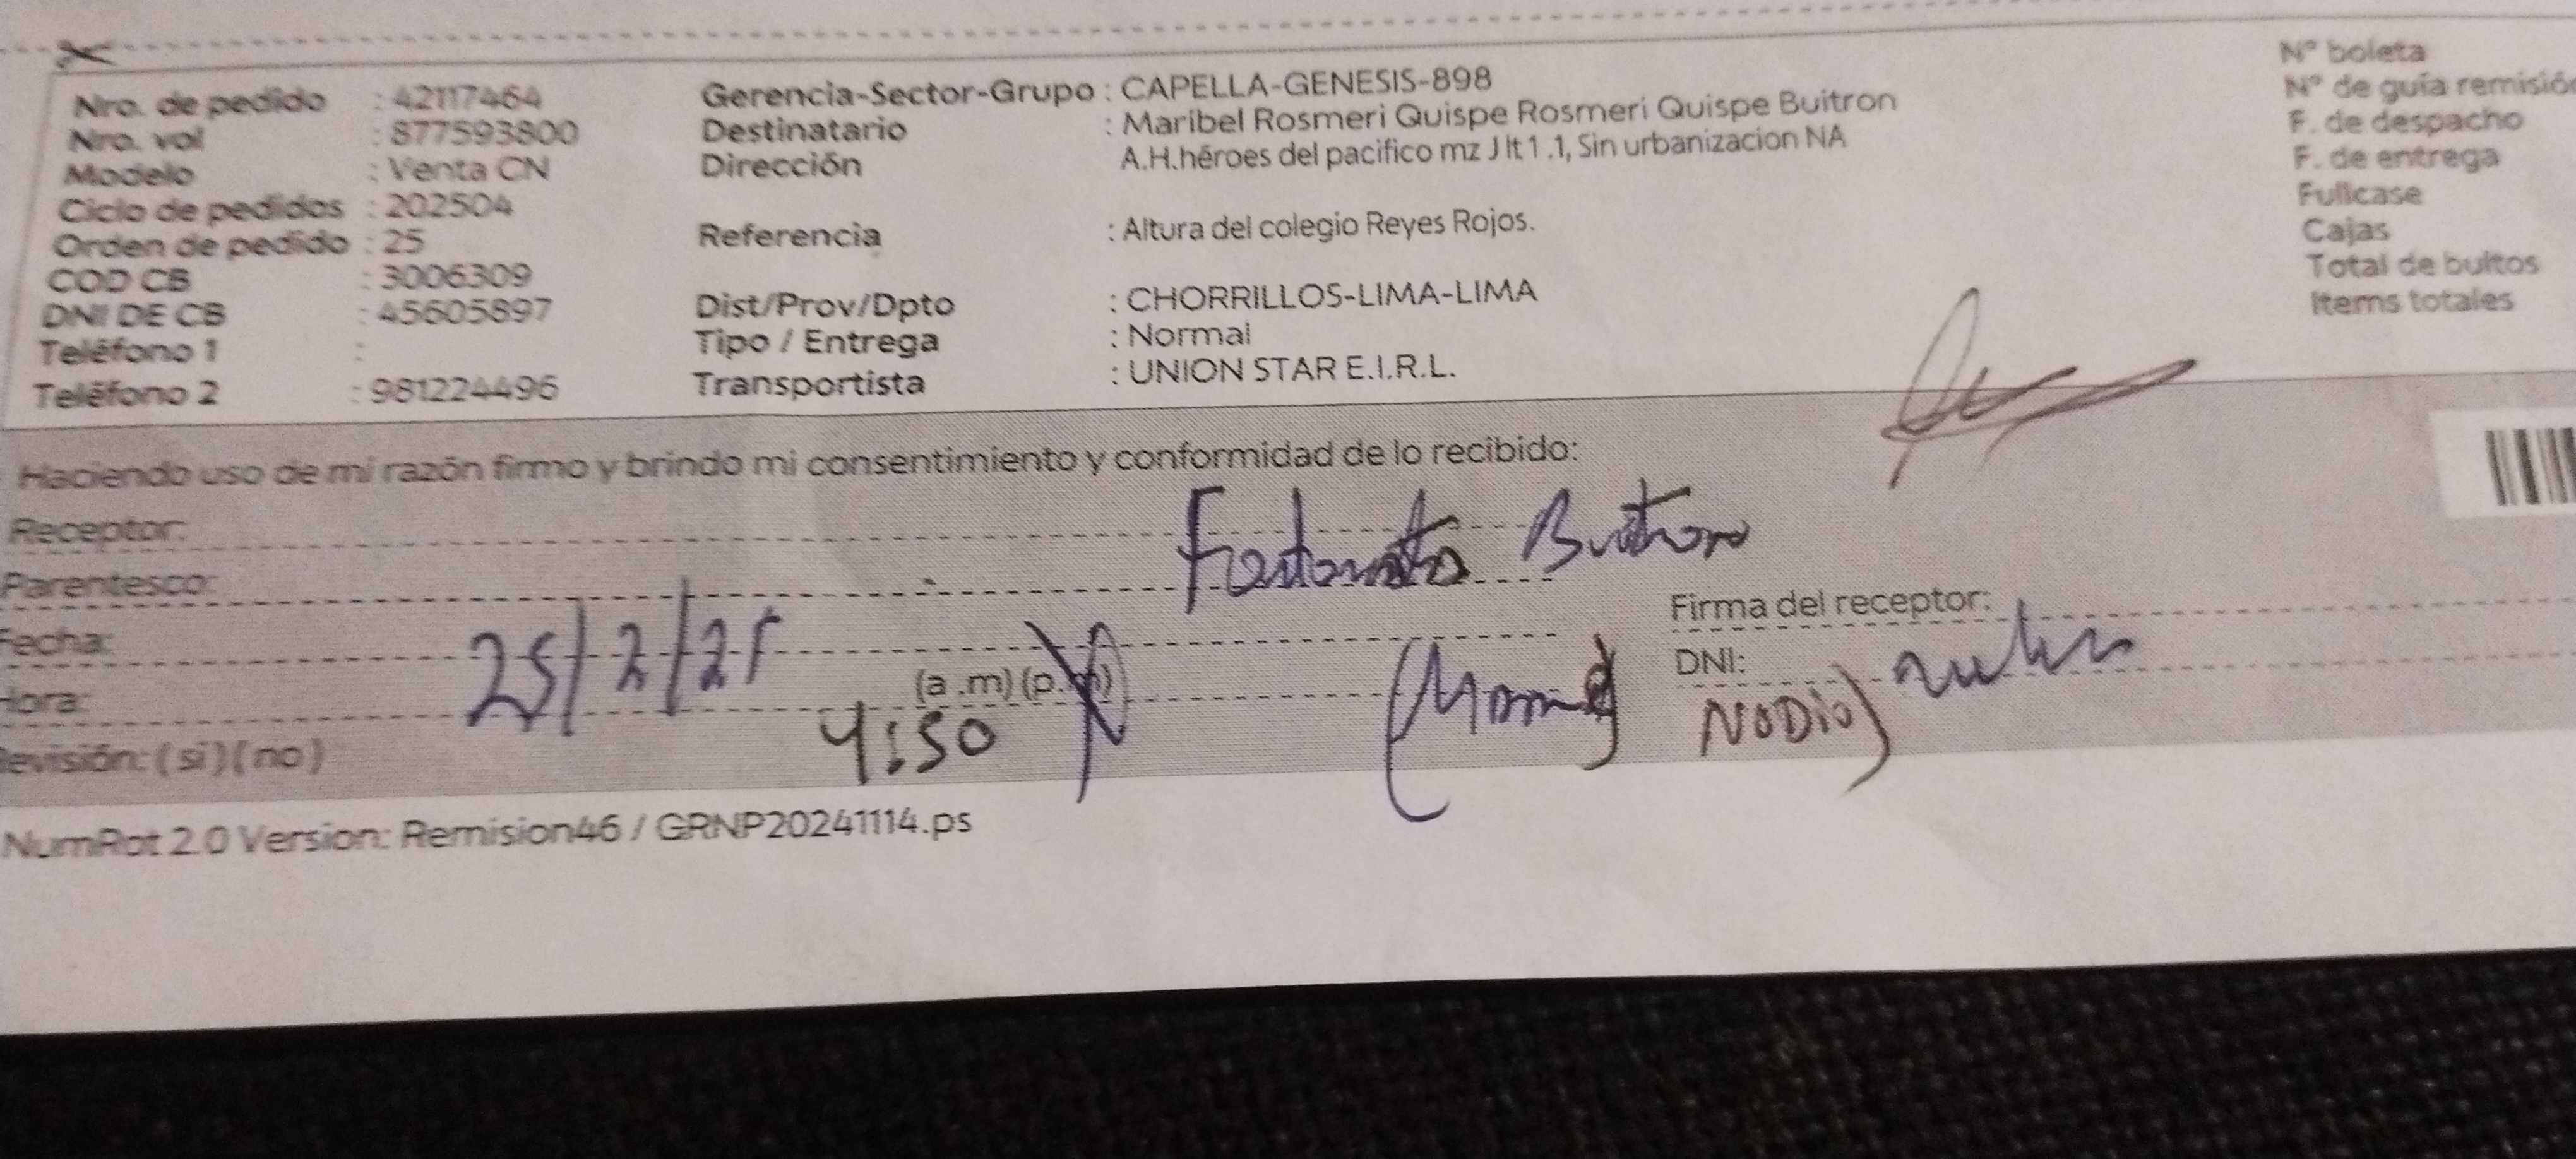 Nro. de pedido : 42117464
Nro. vol : 877593800
Modelo : Venta CN
Ciclo de pedidos : 202504
Orden de pedido : 25
COD CB : 3006309
DNI DE CB : 45605897
Teléfono 1 :
Teléfono 2 : 981224496
Gerencia-Sector-Grupo : CAPELLA-GENESIS-898
Destinatario : Maribel Rosmeri Quispe Rosmeri Quispe Buitron
Dirección A.H.héroes del pacifico mz J lt 1 .1, Sin urbanizacion NA
Referencia : Altura del colegio Reyes Rojos.
Dist/Prov/Dpto : CHORRILLOS-LIMA-LIMA
Tipo / Entrega : Normal
Transportista : UNION STAR E.I.R.L.
N° boleta
N° de guía remisión
F. de despacho
F. de entrega
Fullcase
Cajas
Total de bultos
Items totales
Haciendo uso de mi razón firmo y brindo mi consentimiento y conformidad de lo recibido:
Receptor: Buitron
Parentesco:
Fecha: 25/2/25
Hora: 4:50 (a .m) (p.m)
Revisión: ( si ) ( no )
Firma del receptor:
DNI:
NumRot 2.0 Version: Remision46 / GRNP20241114.ps